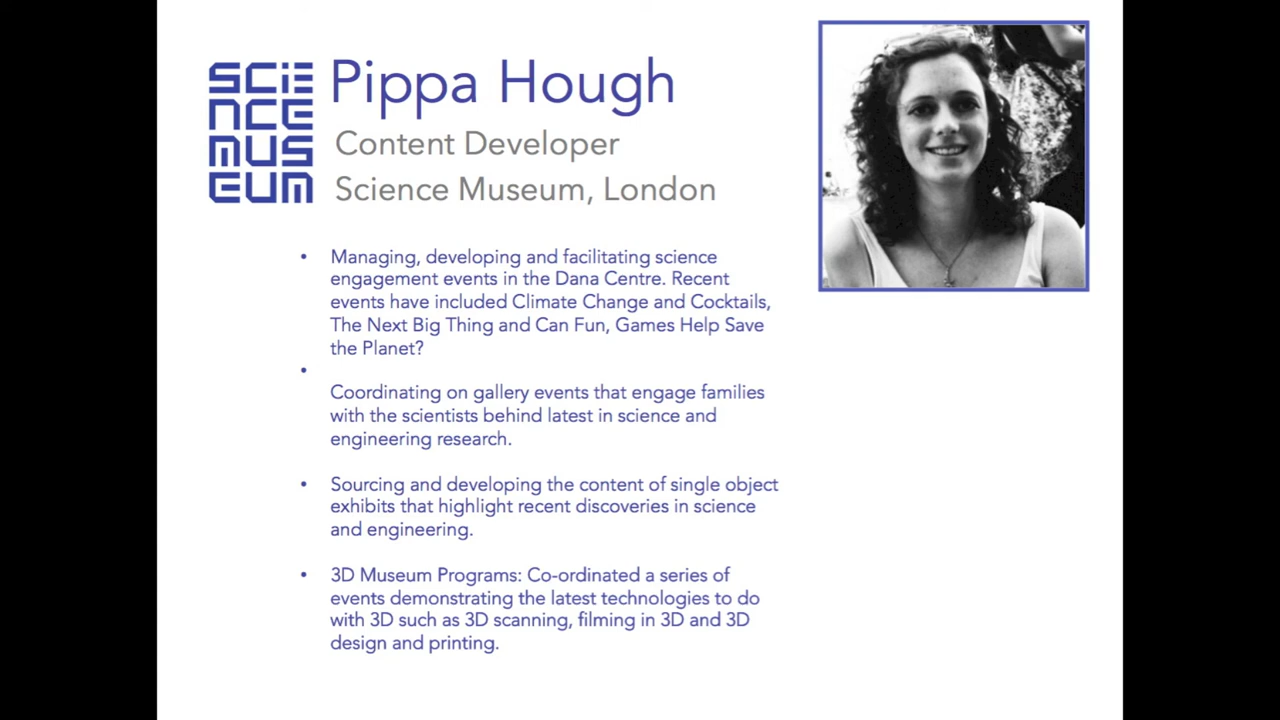 SCIE
NCE
MUS
EUM
Pippa Hough
Content Developer
Science Museum, London
• Managing, developing and facilitating science
engagement events in the Dana Centre. Recent
events have included Climate Change and Cocktails,
The Next Big Thing and Can Fun, Games Help Save
the Planet?
•
Coordinating on gallery events that engage families
with the scientists behind latest in science and
engineering research.
• Sourcing and developing the content of single object
exhibits that highlight recent discoveries in science
and engineering.
• 3D Museum Programs: Co-ordinated a series of
events demonstrating the latest technologies to do
with 3D such as 3D scanning, filming in 3D and 3D
design and printing.